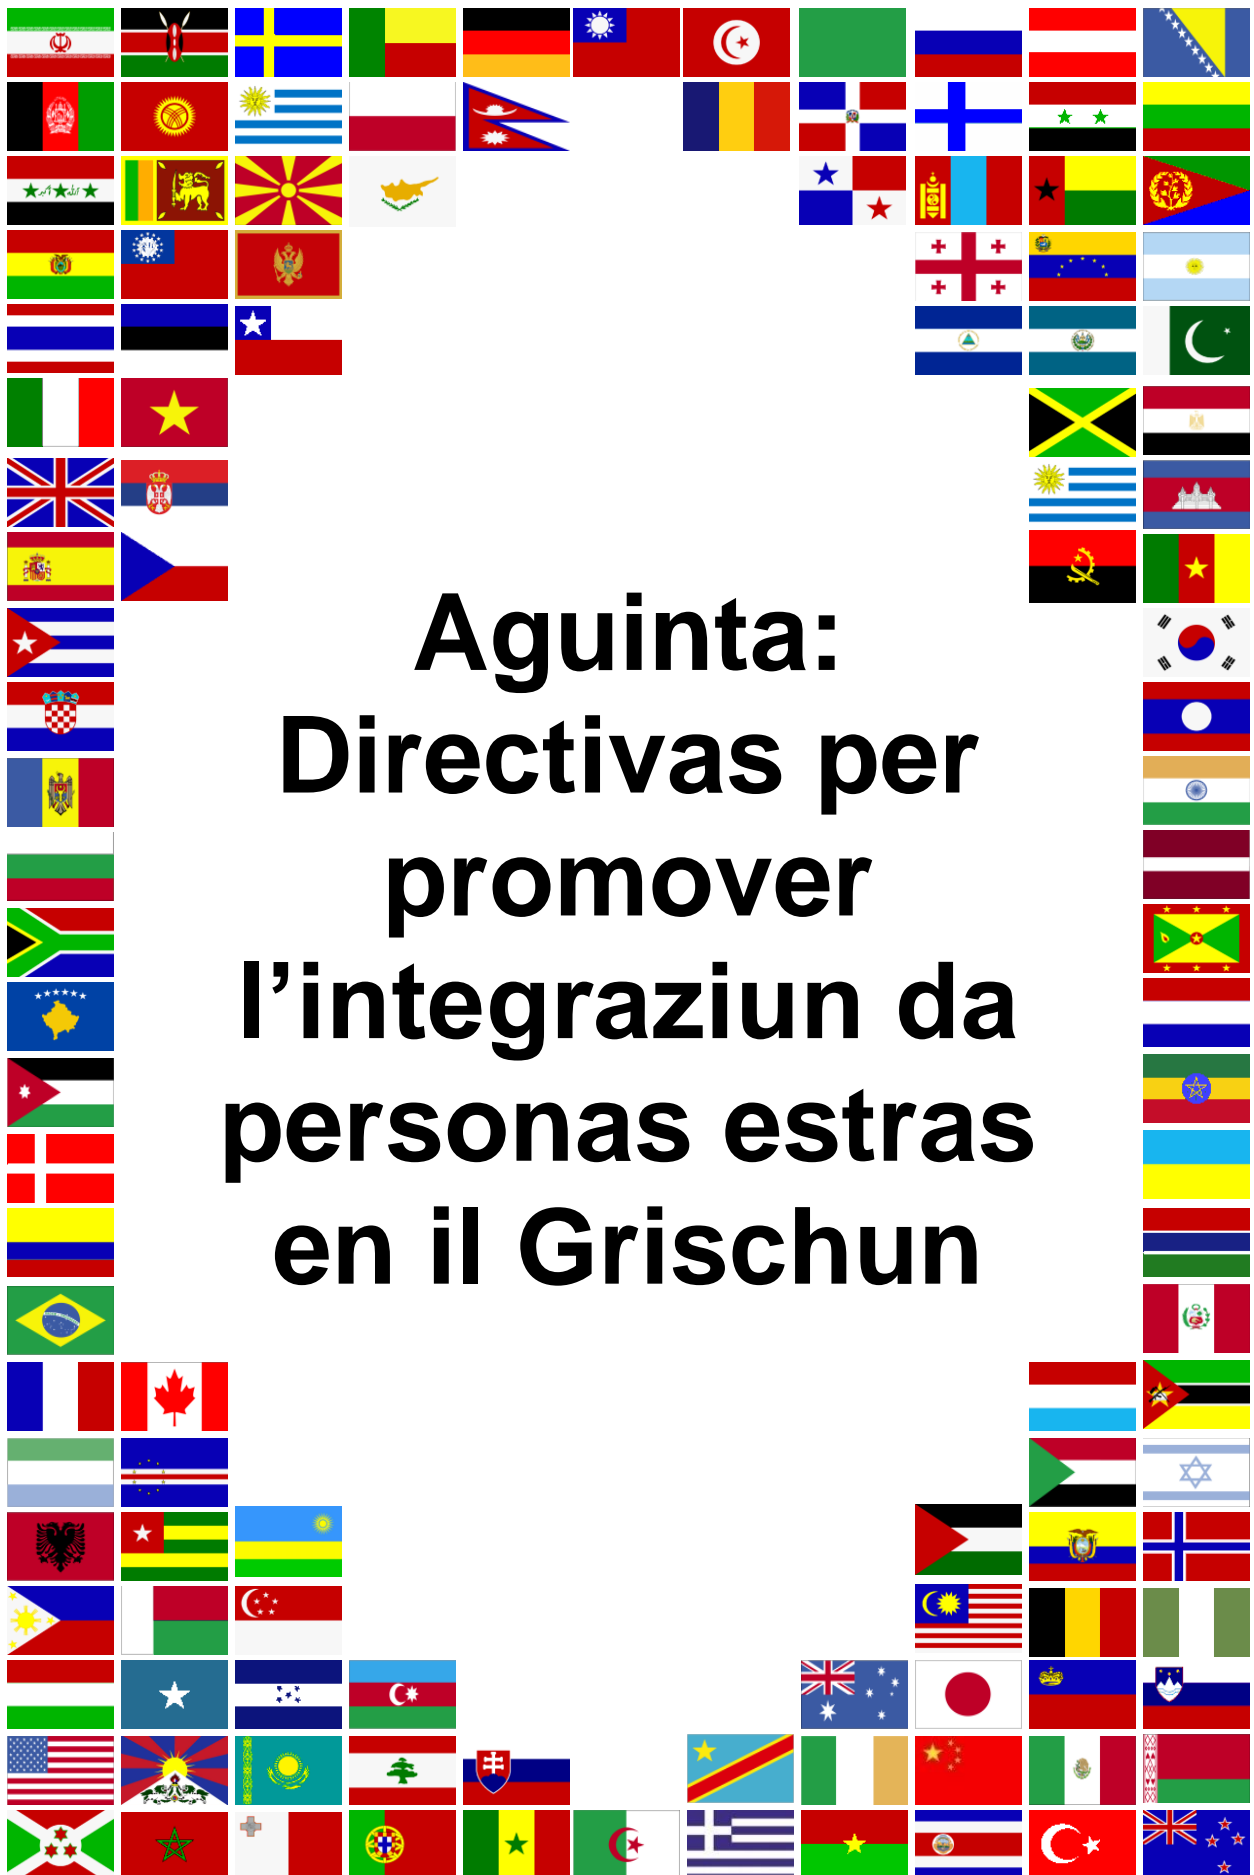 Aguinta:
Directivas per
promover
l’integraziun da
personas estras
en il Grischun